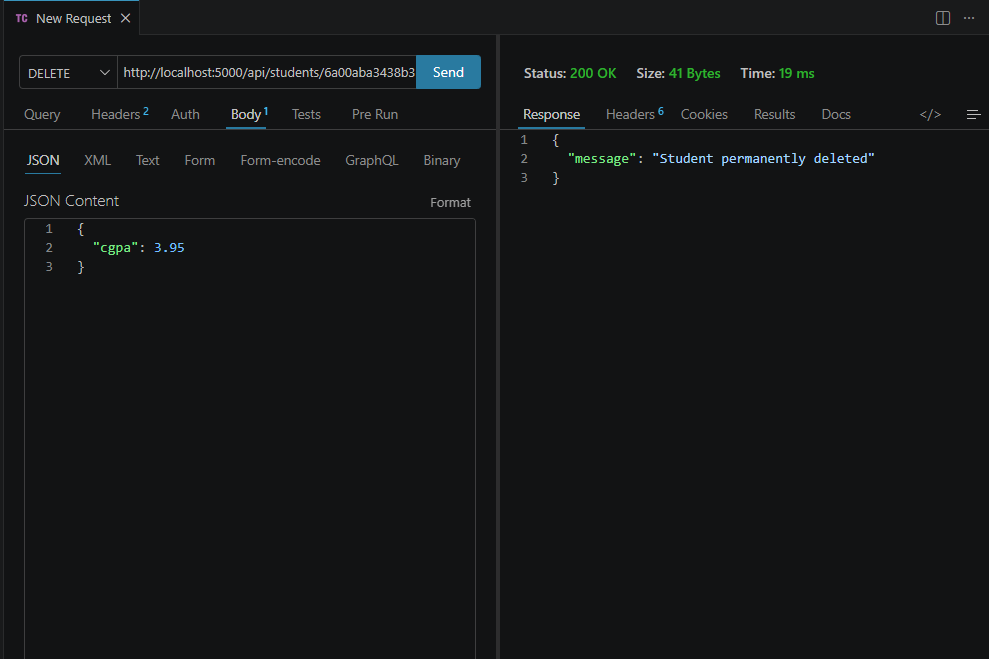 TC New Request
DELETE http://localhost:5000/api/students/6a00aba3438b3 Send
Query Headers 2 Auth Body 1 Tests Pre Run
JSON XML Text Form Form-encode GraphQL Binary
JSON Content Format
1 {
2 "cgpa": 3.95
3 }
Status: 200 OK Size: 41 Bytes Time: 19 ms
Response Headers 6 Cookies Results Docs </>
1 {
2 "message": "Student permanently deleted"
3 }